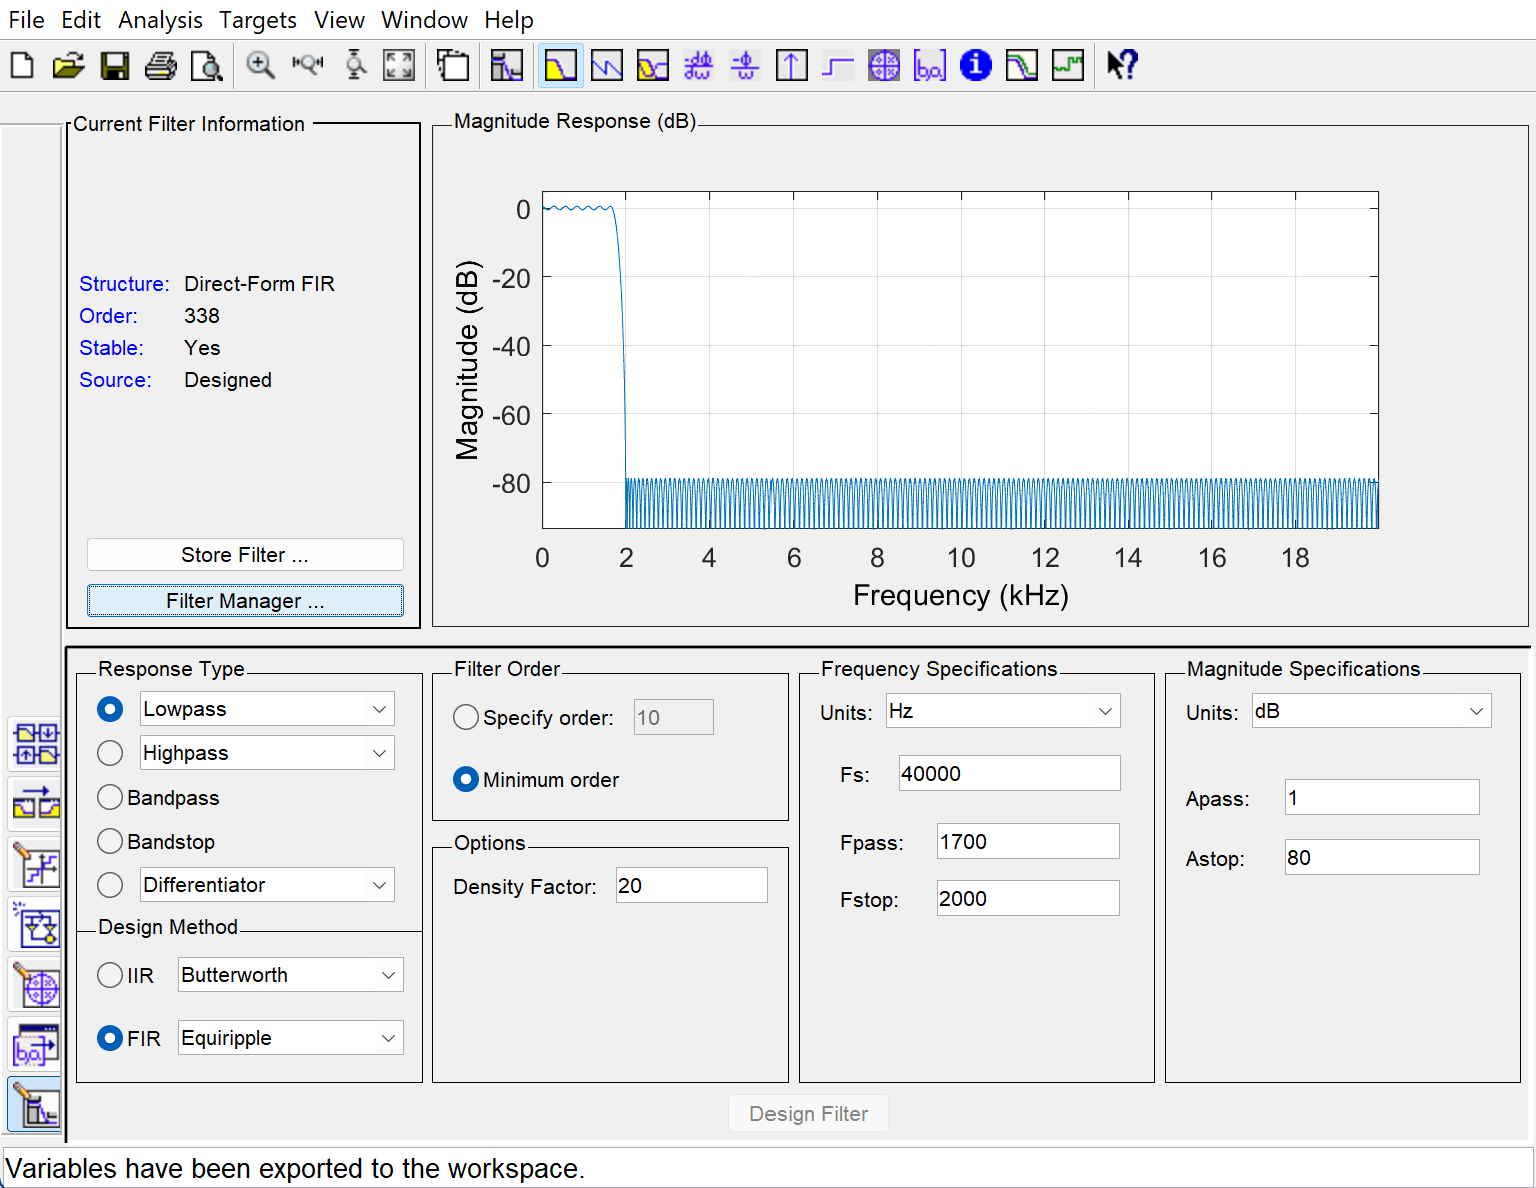 File Edit Analysis Targets View Window Help
Current Filter Information
Structure: Direct-Form FIR
Order: 338
Stable: Yes
Source: Designed
Store Filter ...
Filter Manager ...
Magnitude Response (dB)
Magnitude (dB)
0
-20
-40
-60
-80
0 2 4 6 8 10 12 14 16 18
Frequency (kHz)
Response Type
Lowpass
Highpass
Bandpass
Bandstop
Differentiator
Design Method
IIR Butterworth
FIR Equiripple
Filter Order
Specify order: 10
Minimum order
Options
Density Factor: 20
Frequency Specifications
Units: Hz
Fs: 40000
Fpass: 1700
Fstop: 2000
Magnitude Specifications
Units: dB
Apass: 1
Astop: 80
Design Filter
Variables have been exported to the workspace.